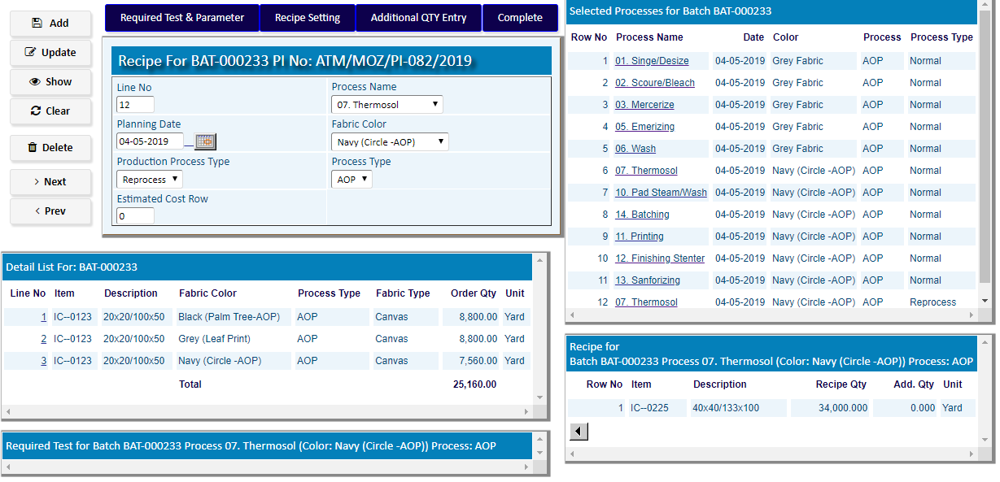 Add
Update
Show
Clear
Delete
> Next
< Prev
Required Test & Parameter Recipe Setting Additional QTY Entry Complete
Recipe For BAT-000233 PI No: ATM/MOZ/PI-082/2019
Line No Process Name
12 07. Thermosol
Planning Date Fabric Color
04-05-2019 Navy (Circle -AOP)
Production Process Type Process Type
Reprocess AOP
Estimated Cost Row
0
Detail List For: BAT-000233
Line No Item Description Fabric Color Process Type Fabric Type Order Qty Unit
1 IC--0123 20x20/100x50 Black (Palm Tree-AOP) AOP Canvas 8,800.00 Yard
2 IC--0123 20x20/100x50 Grey (Leaf Print) AOP Canvas 8,800.00 Yard
3 IC--0123 20x20/100x50 Navy (Circle -AOP) AOP Canvas 7,560.00 Yard
Total 25,160.00
Required Test for Batch BAT-000233 Process 07. Thermosol (Color: Navy (Circle -AOP)) Process: AOP
Selected Processes for Batch BAT-000233
Row No Process Name Date Color Process Process Type
1 01. Singe/Desize 04-05-2019 Grey Fabric AOP Normal
2 02. Scoure/Bleach 04-05-2019 Grey Fabric AOP Normal
3 03. Mercerize 04-05-2019 Grey Fabric AOP Normal
4 05. Emerizing 04-05-2019 Grey Fabric AOP Normal
5 06. Wash 04-05-2019 Grey Fabric AOP Normal
6 07. Thermosol 04-05-2019 Navy (Circle -AOP) AOP Normal
7 10. Pad Steam/Wash 04-05-2019 Navy (Circle -AOP) AOP Normal
8 14. Batching 04-05-2019 Navy (Circle -AOP) AOP Normal
9 11. Printing 04-05-2019 Navy (Circle -AOP) AOP Normal
10 12. Finishing Stenter 04-05-2019 Navy (Circle -AOP) AOP Normal
11 13. Sanforizing 04-05-2019 Navy (Circle -AOP) AOP Normal
12 07. Thermosol 04-05-2019 Navy (Circle -AOP) AOP Reprocess
Recipe for
Batch BAT-000233 Process 07. Thermosol (Color: Navy (Circle -AOP)) Process: AOP
Row No Item Description Recipe Qty Add. Qty Unit
1 IC--0225 40x40/133x100 34,000.000 0.000 Yard